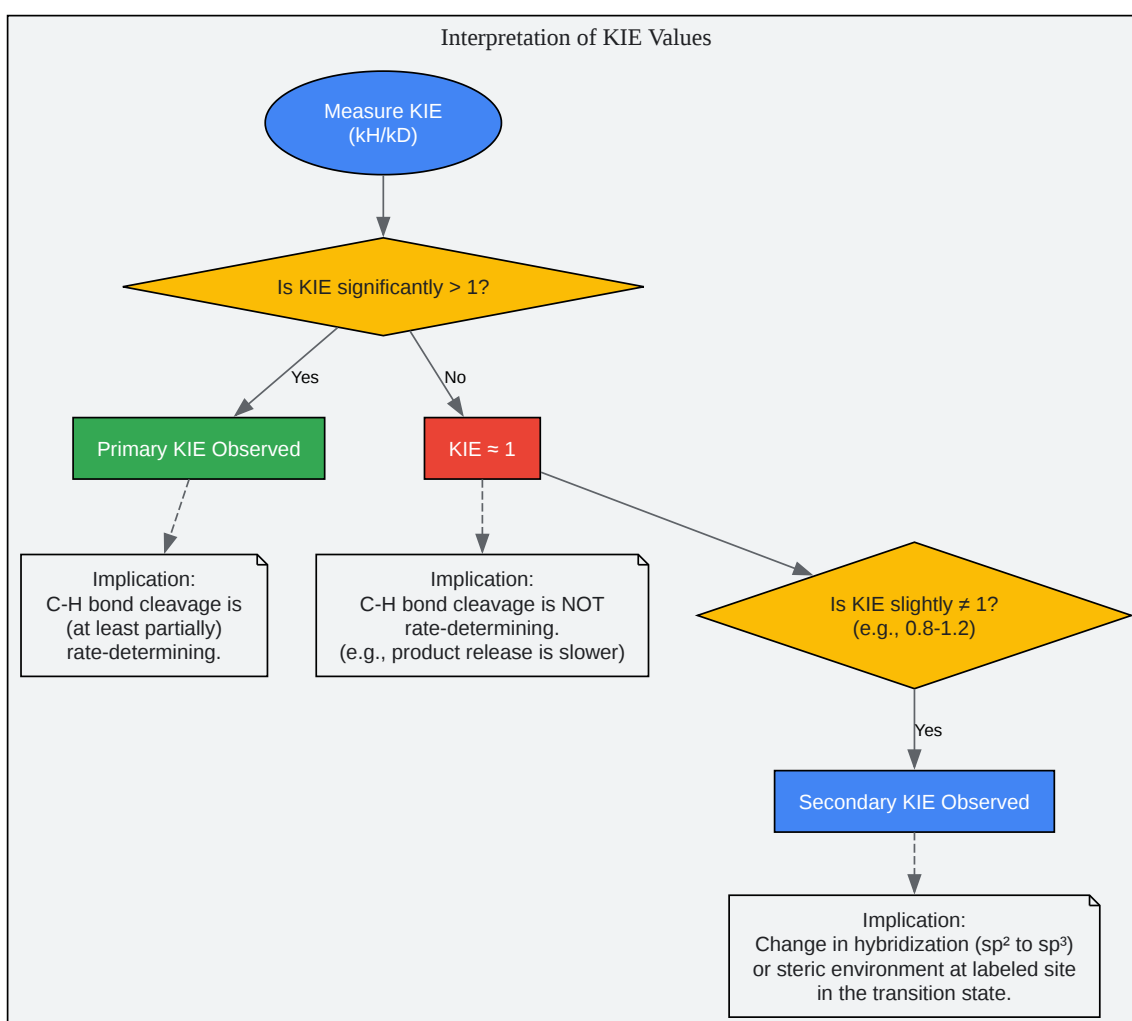 Interpretation of KIE Values
Measure KIE
(kH/kD)
Is KIE significantly > 1?
Yes
No
Primary KIE Observed
KIE ≈ 1
Implication:
C-H bond cleavage is
(at least partially)
rate-determining.
Implication:
C-H bond cleavage is NOT
rate-determining.
(e.g., product release is slower)
Is KIE slightly ≠ 1?
(e.g., 0.8-1.2)
Yes
Secondary KIE Observed
Implication:
Change in hybridization (sp² to sp³)
or steric environment at labeled site
in the transition state.